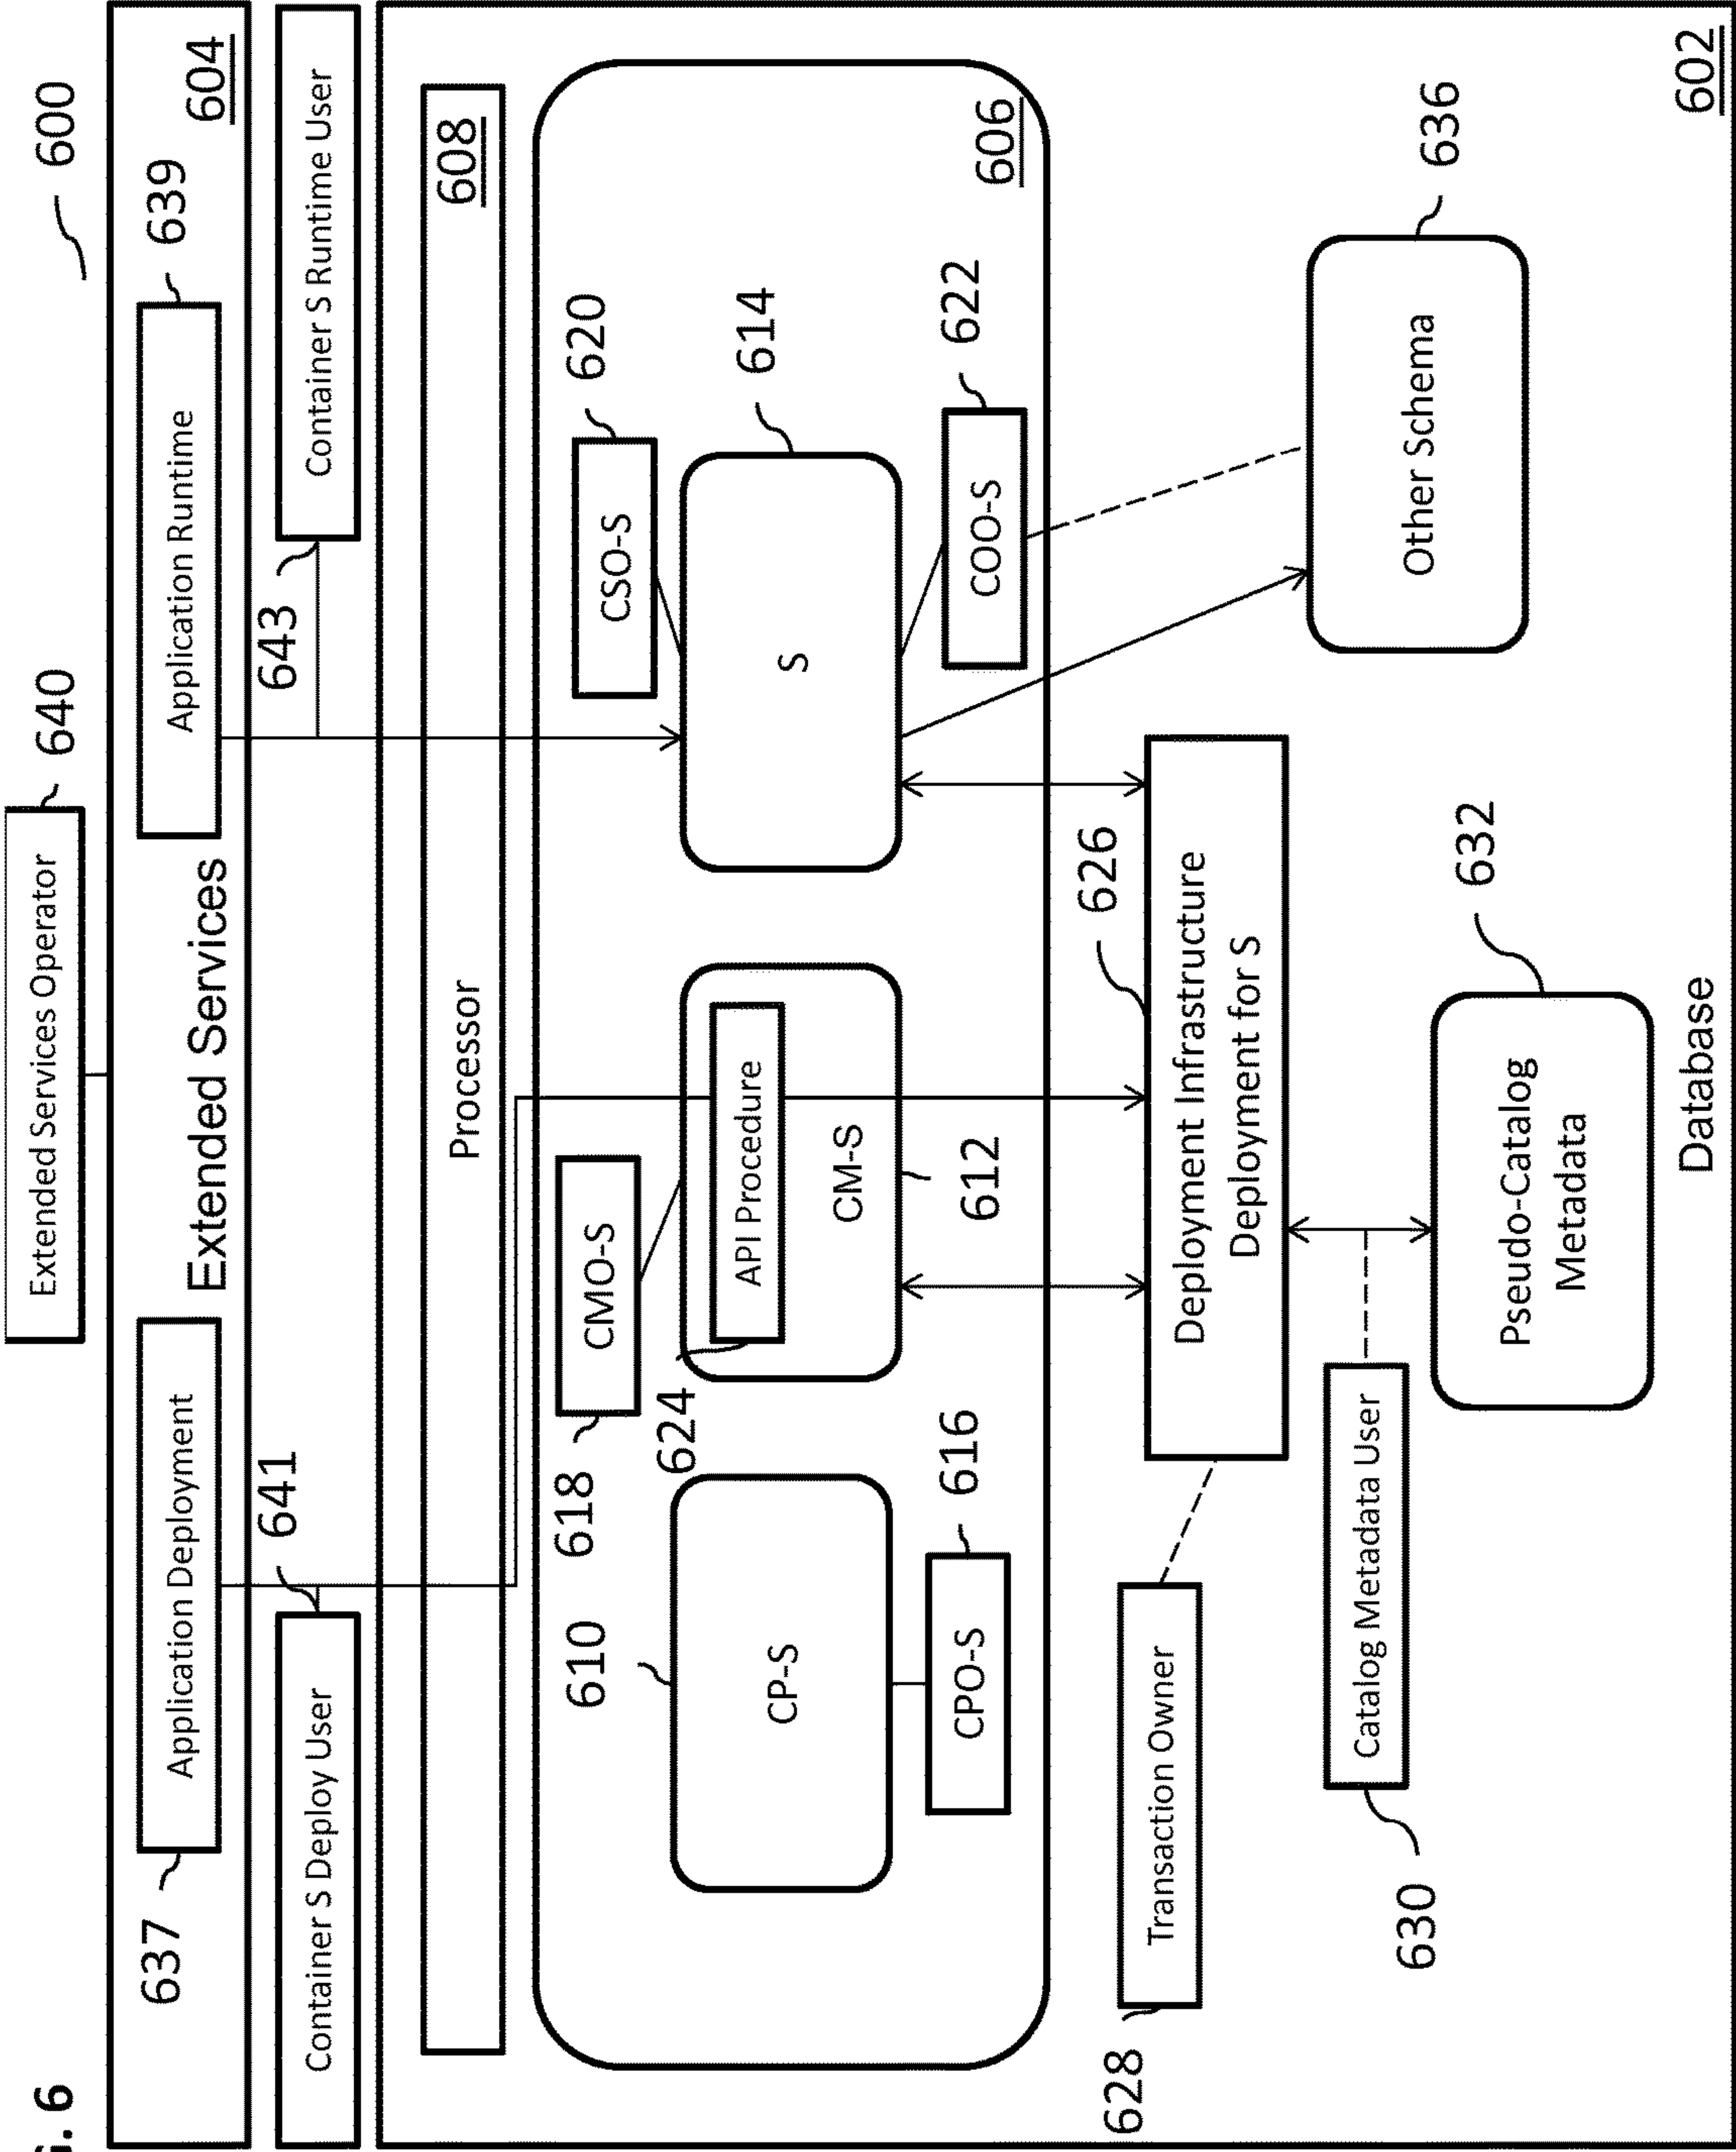 . 6
600
Extended Services Operator
640
637
Application Deployment
Extended Services
Application Runtime
639
604
Container S Deploy User
641
643
Container S Runtime User
Processor
608
610
CP-S
CPO-S
616
618
CMO-S
624
API Procedure
CM-S
612
CSO-S
620
S
614
COO-S
622
606
628
Transaction Owner
Deployment Infrastructure
Deployment for S
626
630
Catalog Metadata User
Pseudo-Catalog
Metadata
632
Other Schema
636
Database
602